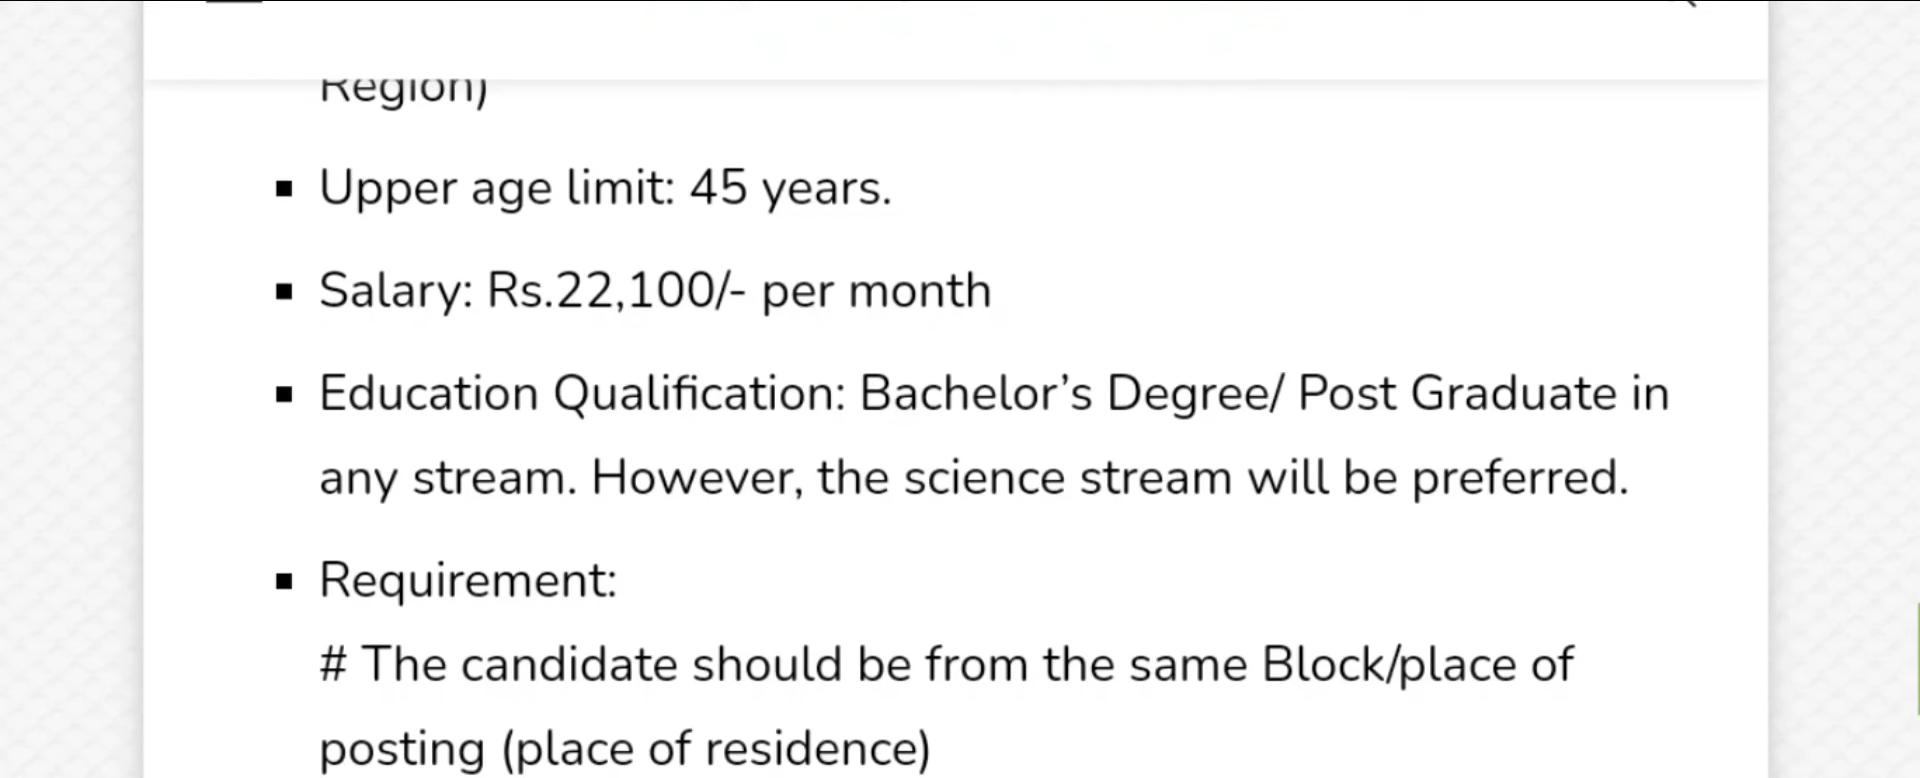 Region)
▪ Upper age limit: 45 years.
▪ Salary: Rs.22,100/- per month
▪ Education Qualification: Bachelor’s Degree/ Post Graduate in
any stream. However, the science stream will be preferred.
▪ Requirement:
# The candidate should be from the same Block/place of
posting (place of residence)